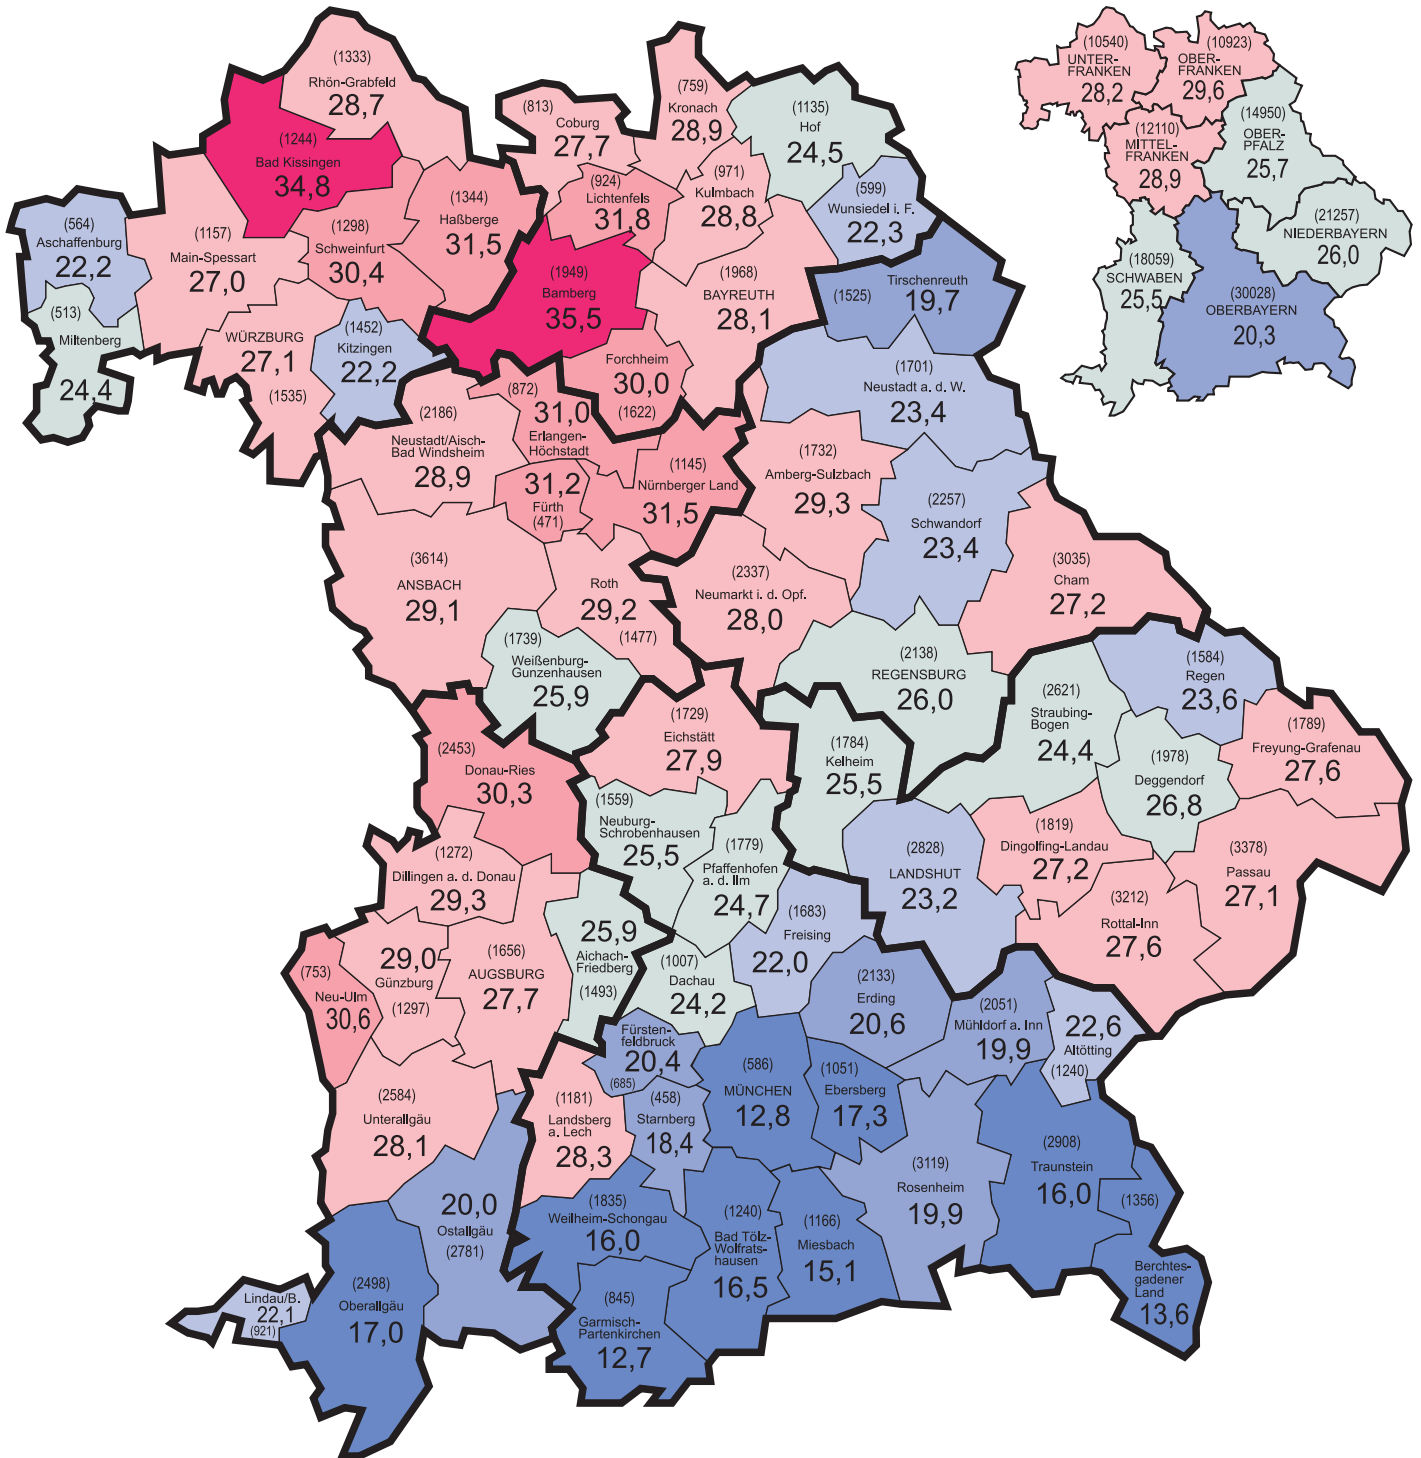 (1333)
Rhön-Grabfeld
28,7
(1244)
Bad Kissingen
34,8
(564)
Aschaffenburg
22,2
(1157)
Main-Spessart
27,0
(1298)
Schweinfurt
30,4
(1344)
Haßberge
31,5
(513)
Miltenberg
24,4
WÜRZBURG
27,1
(1535)
(1452)
Kitzingen
22,2
(813)
Coburg
27,7
(759)
Kronach
28,9
(1135)
Hof
24,5
(924)
Lichtenfels
31,8
(971)
Kulmbach
28,8
(599)
Wunsiedel i. F.
22,3
(1949)
Bamberg
35,5
(1968)
BAYREUTH
28,1
Forchheim
30,0
(1622)
Tirschenreuth
(1525)
19,7
(1701)
Neustadt a. d. W.
23,4
(2186)
Neustadt/Aisch-
Bad Windsheim
28,9
(872)
31,0
Erlangen-
Höchstadt
31,2
Fürth
(471)
(1145)
Nürnberger Land
31,5
(1732)
Amberg-Sulzbach
29,3
(2257)
Schwandorf
23,4
(3614)
ANSBACH
29,1
Roth
29,2
(1477)
(2337)
Neumarkt i. d. Opf.
28,0
(3035)
Cham
27,2
(1739)
Weißenburg-
Gunzenhausen
25,9
(2138)
REGENSBURG
26,0
(1584)
Regen
23,6
(2621)
Straubing-
Bogen
24,4
(1789)
Freyung-Grafenau
27,6
(1978)
Deggendorf
26,8
(1729)
Eichstätt
27,9
(1784)
Kelheim
25,5
(2453)
Donau-Ries
30,3
(1559)
Neuburg-
Schrobenhausen
25,5
(1779)
Pfaffenhofen
a. d. Ilm
24,7
(2828)
LANDSHUT
23,2
(1819)
Dingolfing-Landau
27,2
(3378)
Passau
27,1
(3212)
Rottal-Inn
27,6
(1272)
Dillingen a. d. Donau
29,3
25,9
Aichach-
Friedberg
(1493)
(1683)
Freising
22,0
(753)
Neu-Ulm
30,6
29,0
Günzburg
(1297)
(1656)
AUGSBURG
27,7
(1007)
Dachau
24,2
(2133)
Erding
20,6
(2051)
Mühldorf a. Inn
19,9
22,6
Altötting
(1240)
Fürsten-
feldbruck
20,4
(685)
(586)
MÜNCHEN
12,8
(1051)
Ebersberg
17,3
(2584)
Unterallgäu
28,1
(1181)
Landsberg
a. Lech
28,3
(458)
Starnberg
18,4
(3119)
Rosenheim
19,9
(2908)
Traunstein
16,0
(1356)
Berchtes-
gadener
Land
13,6
20,0
Ostallgäu
(2781)
(1835)
Weilheim-Schongau
16,0
(1240)
Bad Tölz-
Wolfrats-
hausen
16,5
(1166)
Miesbach
15,1
Lindau/B.
22,1
(921)
(2498)
Oberallgäu
17,0
(845)
Garmisch-
Partenkirchen
12,7
(10540)
UNTER-
FRANKEN
28,2
(10923)
OBER-
FRANKEN
29,6
(12110)
MITTEL-
FRANKEN
28,9
(14950)
OBER-
PFALZ
25,7
(21257)
NIEDERBAYERN
26,0
(18059)
SCHWABEN
25,5
(30028)
OBERBAYERN
20,3